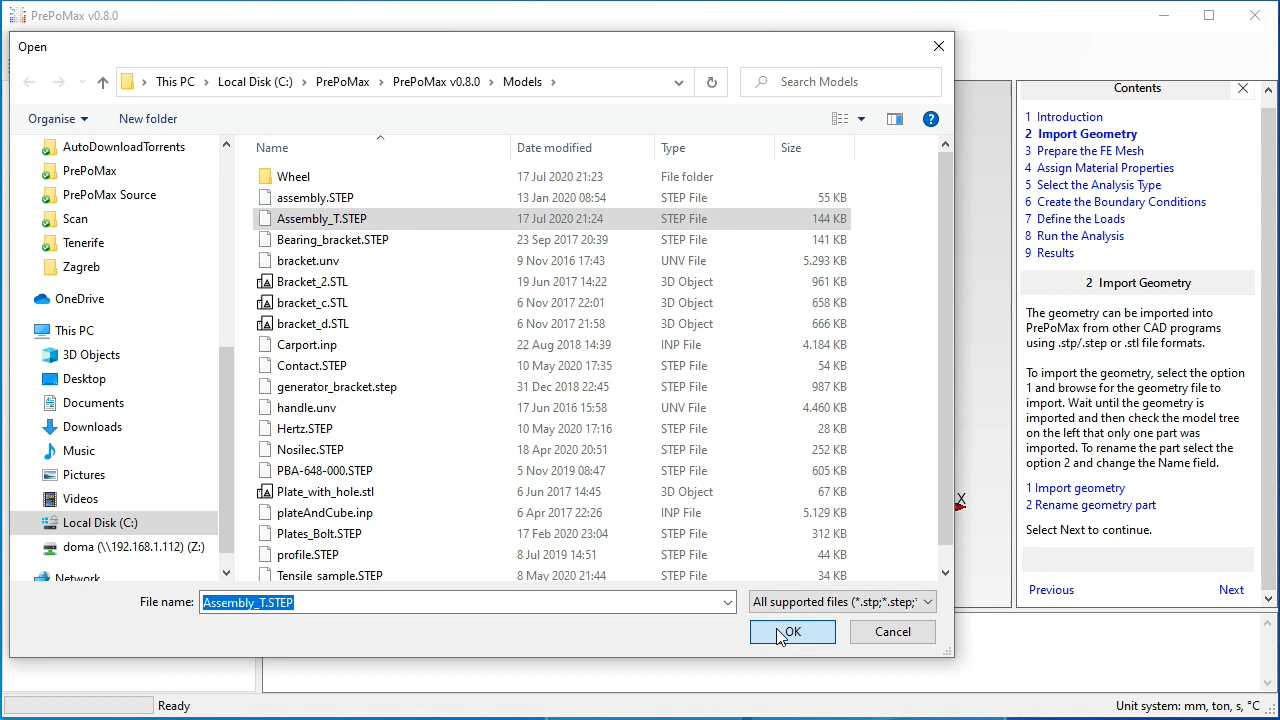 PrePoMax v0.8.0
Open
This PC
Local Disk (C:)
PrePoMax
PrePoMax v0.8.0
Models
Search Models
Organise
New folder
AutoDownloadTorrents
PrePoMax
PrePoMax Source
Scan
Tenerife
Zagreb
OneDrive
This PC
3D Objects
Desktop
Documents
Downloads
Music
Pictures
Videos
Local Disk (C:)
doma (\\192.168.1.112) (Z:)
Network
Name Date modified Type Size
Wheel 17 Jul 2020 21:23 File folder
assembly.STEP 13 Jan 2020 08:54 STEP File 55 KB
Assembly_T.STEP 17 Jul 2020 21:24 STEP File 144 KB
Bearing_bracket.STEP 23 Sep 2017 20:39 STEP File 141 KB
bracket.unv 9 Nov 2016 17:43 UNV File 5.293 KB
Bracket_2.STL 19 Jun 2017 14:22 3D Object 961 KB
bracket_c.STL 6 Nov 2017 22:01 3D Object 658 KB
bracket_d.STL 6 Nov 2017 21:58 3D Object 666 KB
Carport.inp 22 Aug 2018 14:39 INP File 4.184 KB
Contact.STEP 10 May 2020 17:35 STEP File 54 KB
generator_bracket.step 31 Dec 2018 22:45 STEP File 987 KB
handle.unv 17 Jun 2016 15:58 UNV File 4.460 KB
Hertz.STEP 10 May 2020 17:16 STEP File 28 KB
Nosilec.STEP 18 Apr 2020 20:51 STEP File 252 KB
PBA-648-000.STEP 5 Nov 2019 08:47 STEP File 605 KB
Plate_with_hole.stl 6 Jun 2017 14:45 3D Object 67 KB
plateAndCube.inp 6 Apr 2017 22:26 INP File 5.129 KB
Plates_Bolt.STEP 17 Feb 2020 23:04 STEP File 312 KB
profile.STEP 8 Jul 2019 14:51 STEP File 44 KB
Tensile_sample.STEP 8 May 2020 21:44 STEP File 34 KB
File name: Assembly_T.STEP
All supported files (*.stp;*.step;*
OK
Cancel
X
Contents
1 Introduction
2 Import Geometry
3 Prepare the FE Mesh
4 Assign Material Properties
5 Select the Analysis Type
6 Create the Boundary Conditions
7 Define the Loads
8 Run the Analysis
9 Results
2 Import Geometry
The geometry can be imported into
PrePoMax from other CAD programs
using .stp/.step or .stl file formats.
To import the geometry, select the option
1 and browse for the geometry file to
import. Wait until the geometry is
imported and then check the model tree
on the left that only one part was
imported. To rename the part select the
option 2 and change the Name field.
1 Import geometry
2 Rename geometry part
Select Next to continue.
Previous
Next
Ready
Unit system: mm, ton, s, °C